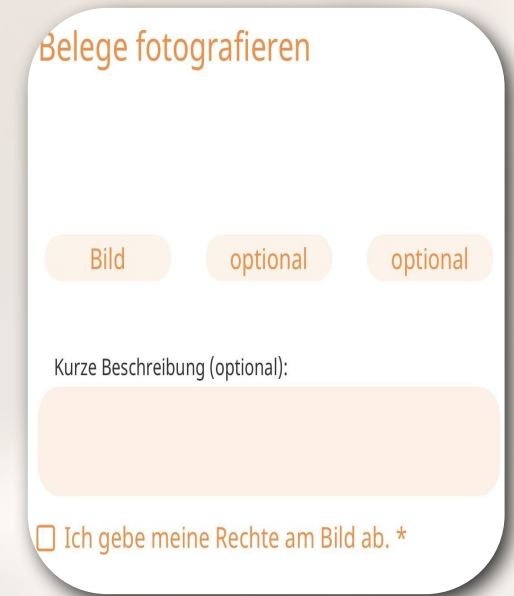 Belege fotografieren
Bild optional optional
Kurze Beschreibung (optional):
Ich gebe meine Rechte am Bild ab. *